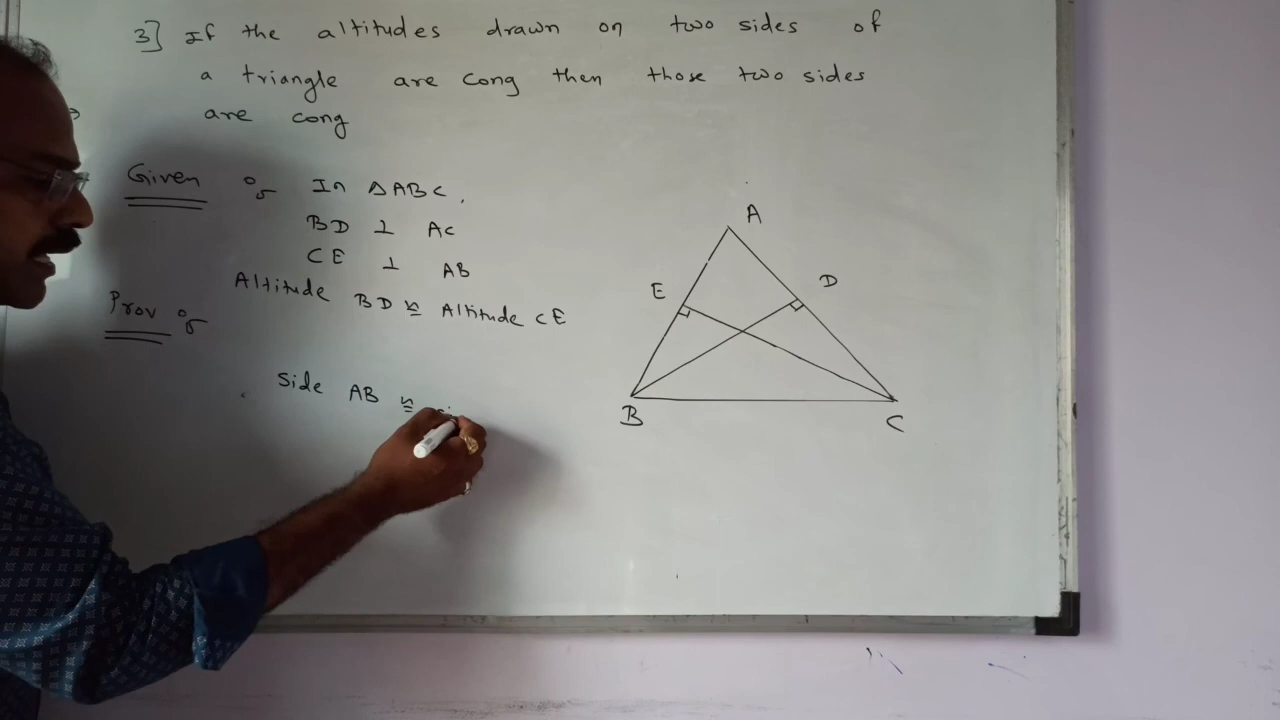 3] If the altitudes drawn on two sides of
a triangle are cong then those two sides
are cong
Given : In △ABC,
BD ⊥ AC
CE ⊥ AB
Altitude BD ≅ Altitude CE
Prov :
Side AB ≅
A
E
D
B
C